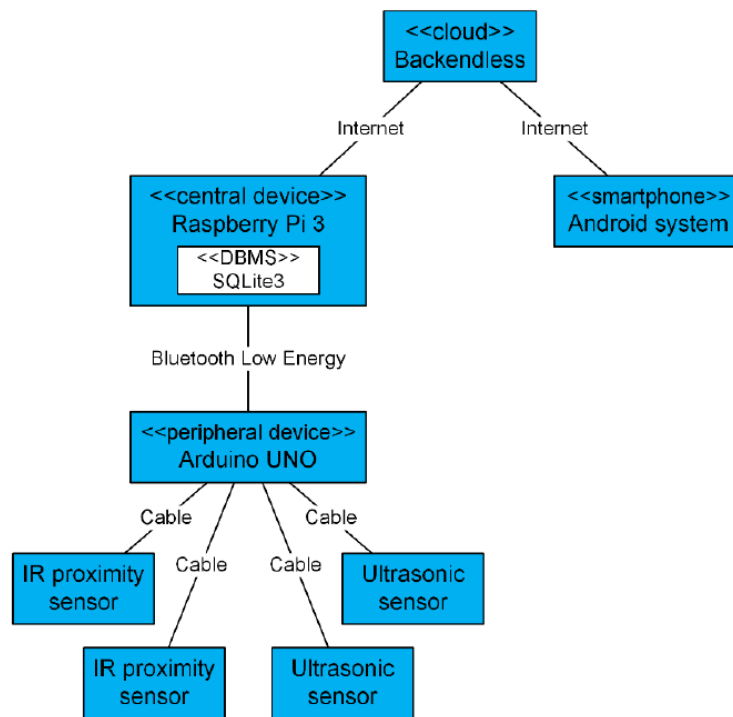 <<cloud>>
Backendless
Internet
Internet
<<central device>>
Raspberry Pi 3
<<DBMS>>
SQLite3
<<smartphone>>
Android system
Bluetooth Low Energy
<<peripheral device>>
Arduino UNO
Cable
Cable
Cable
Cable
IR proximity
sensor
Ultrasonic
sensor
IR proximity
sensor
Ultrasonic
sensor